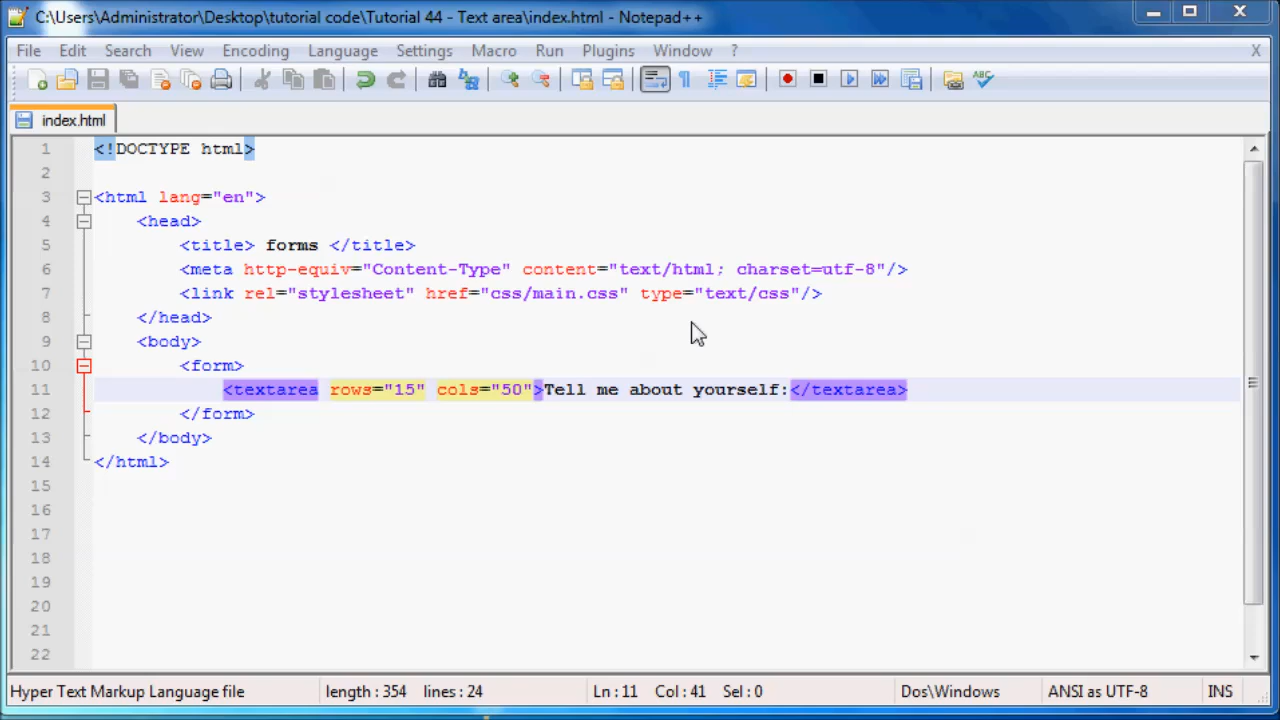 C:\Users\Administrator\Desktop\tutorial code\Tutorial 44 - Text area\index.html - Notepad++
File Edit Search View Encoding Language Settings Macro Run Plugins Window ? X
ABC
index.html
1 <!DOCTYPE html>
2
3 <html lang="en">
4 <head>
5 <title> forms </title>
6 <meta http-equiv="Content-Type" content="text/html; charset=utf-8"/>
7 <link rel="stylesheet" href="css/main.css" type="text/css"/>
8 </head>
9 <body>
10 <form>
11 <textarea rows="15" cols="50">Tell me about yourself:</textarea>
12 </form>
13 </body>
14 </html>
15
16
17
18
19
20
21
22
Hyper Text Markup Language file length : 354 lines : 24 Ln : 11 Col : 41 Sel : 0 Dos\Windows ANSI as UTF-8 INS